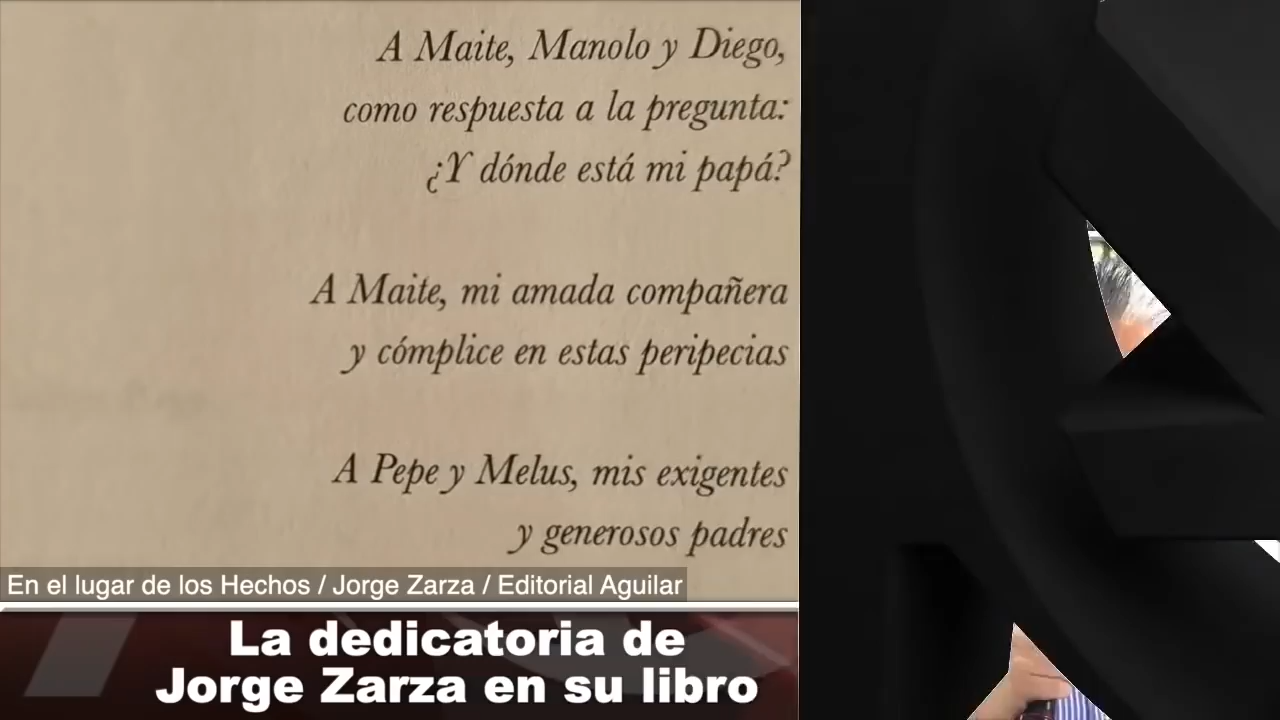 A Maite, Manolo y Diego,
como respuesta a la pregunta:
¿Y dónde está mi papá?
A Maite, mi amada compañera
y cómplice en estas peripecias
A Pepe y Melus, mis exigentes
y generosos padres
En el lugar de los Hechos / Jorge Zarza / Editorial Aguilar
La dedicatoria de
Jorge Zarza en su libro